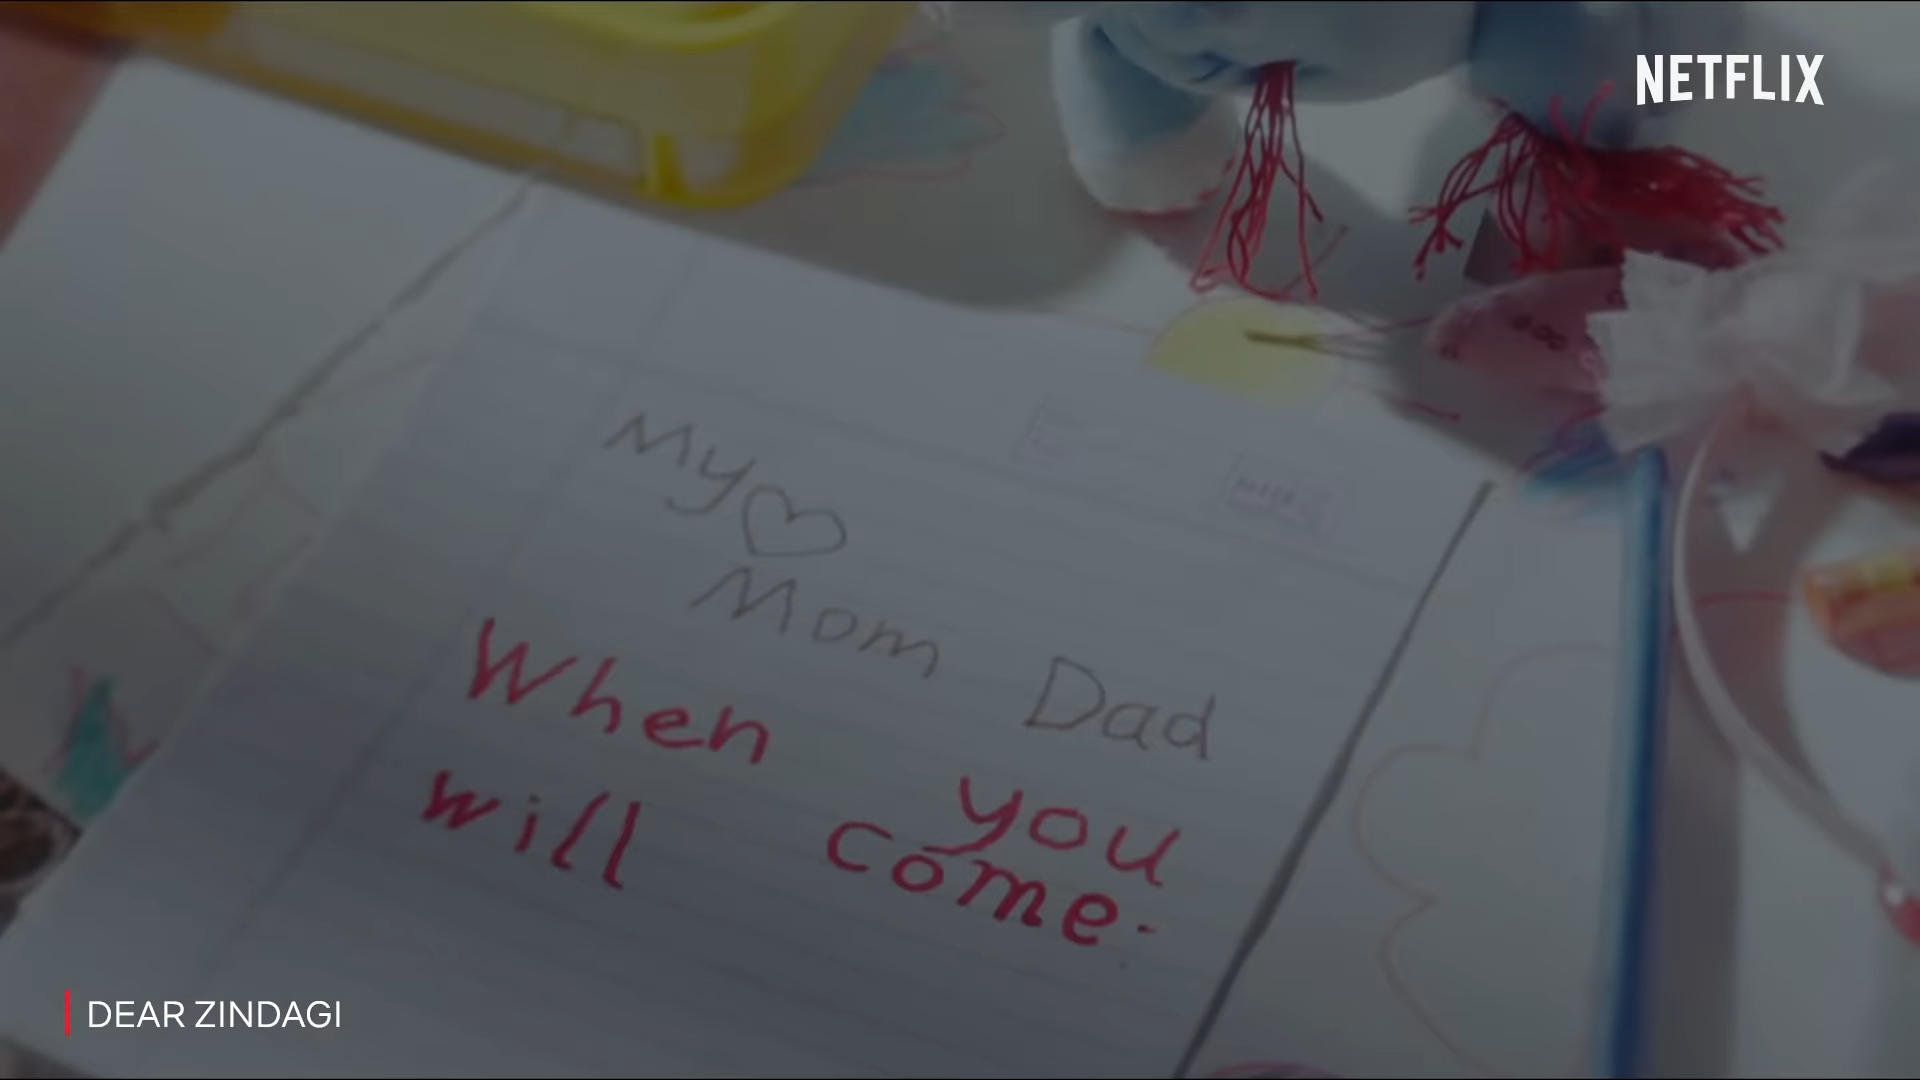 NETFLIX
My ♡
Mom Dad
When you
will come.
DEAR ZINDAGI